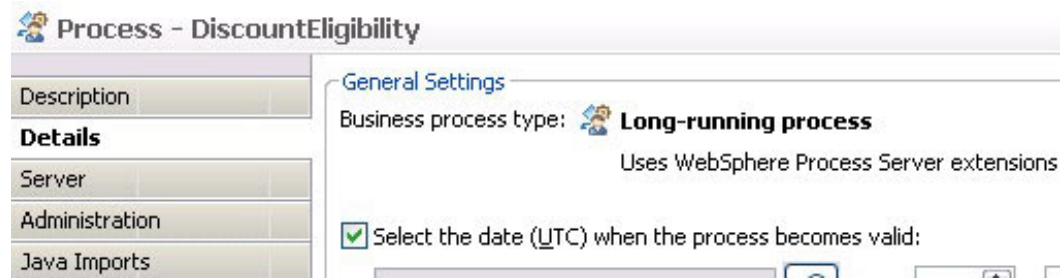 Process - DiscountEligibility
Description
Details
Server
Administration
Java Imports
General Settings
Business process type: Long-running process
Uses WebSphere Process Server extensions
Select the date (UTC) when the process becomes valid: